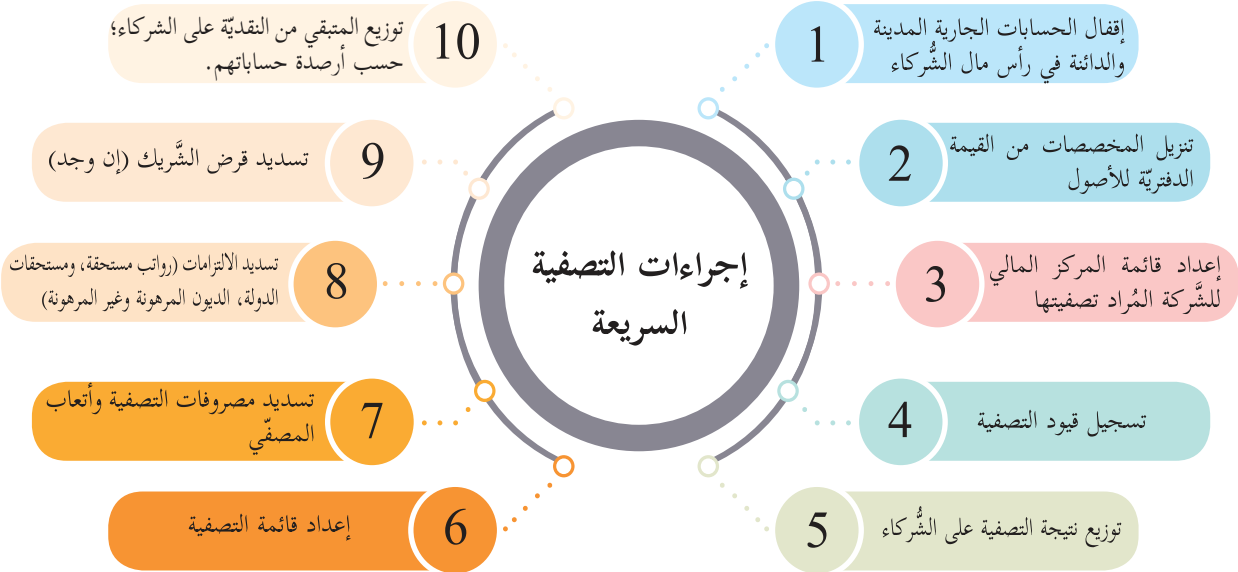 إجراءات التصفية
السريعة
1
إقفال الحسابات الجارية المدينة
والدائنة في رأس مال الشُّركاء
2
تنزيل المخصصات من القيمة
الدفتريّة للأصول
3
إعداد قائمة المركز المالي
للشَّركة المُراد تصفيتها
4
تسجيل قيود التصفية
5
توزيع نتيجة التصفية على الشُّركاء
6
إعداد قائمة التصفية
7
تسديد مصروفات التصفية وأتعاب
المصفّي
8
تسديد الالتزامات (رواتب مستحقة، ومستحقات
الدولة، الديون المرهونة وغير المرهونة)
9
تسديد قرض الشَّريك (إن وجد)
10
توزيع المتبقي من النقديّة على الشركاء؛
حسب أرصدة حساباتهم.